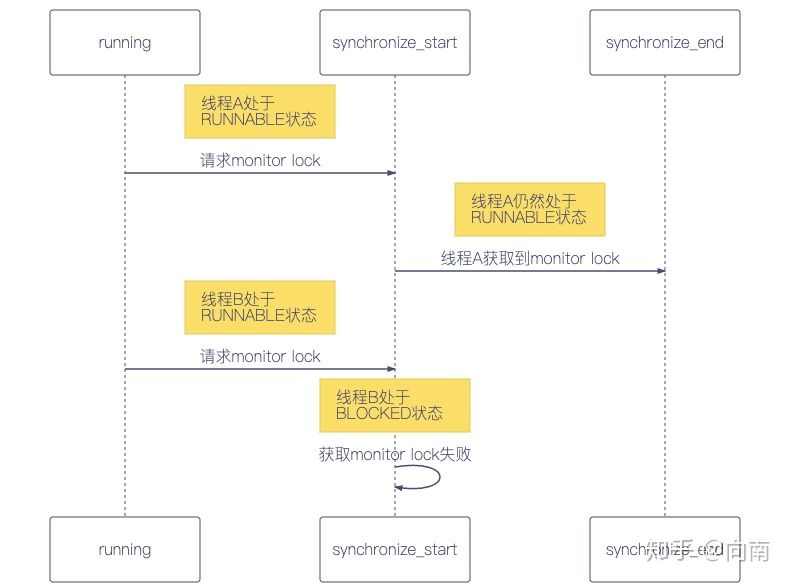 running
synchronize_start
synchronize_end
线程A处于
RUNNABLE状态
请求monitor lock
线程A仍然处于
RUNNABLE状态
线程A获取到monitor lock
线程B处于
RUNNABLE状态
请求monitor lock
线程B处于
BLOCKED状态
获取monitor lock失败
running
synchronize_start
synchronize_end
知乎 @向南